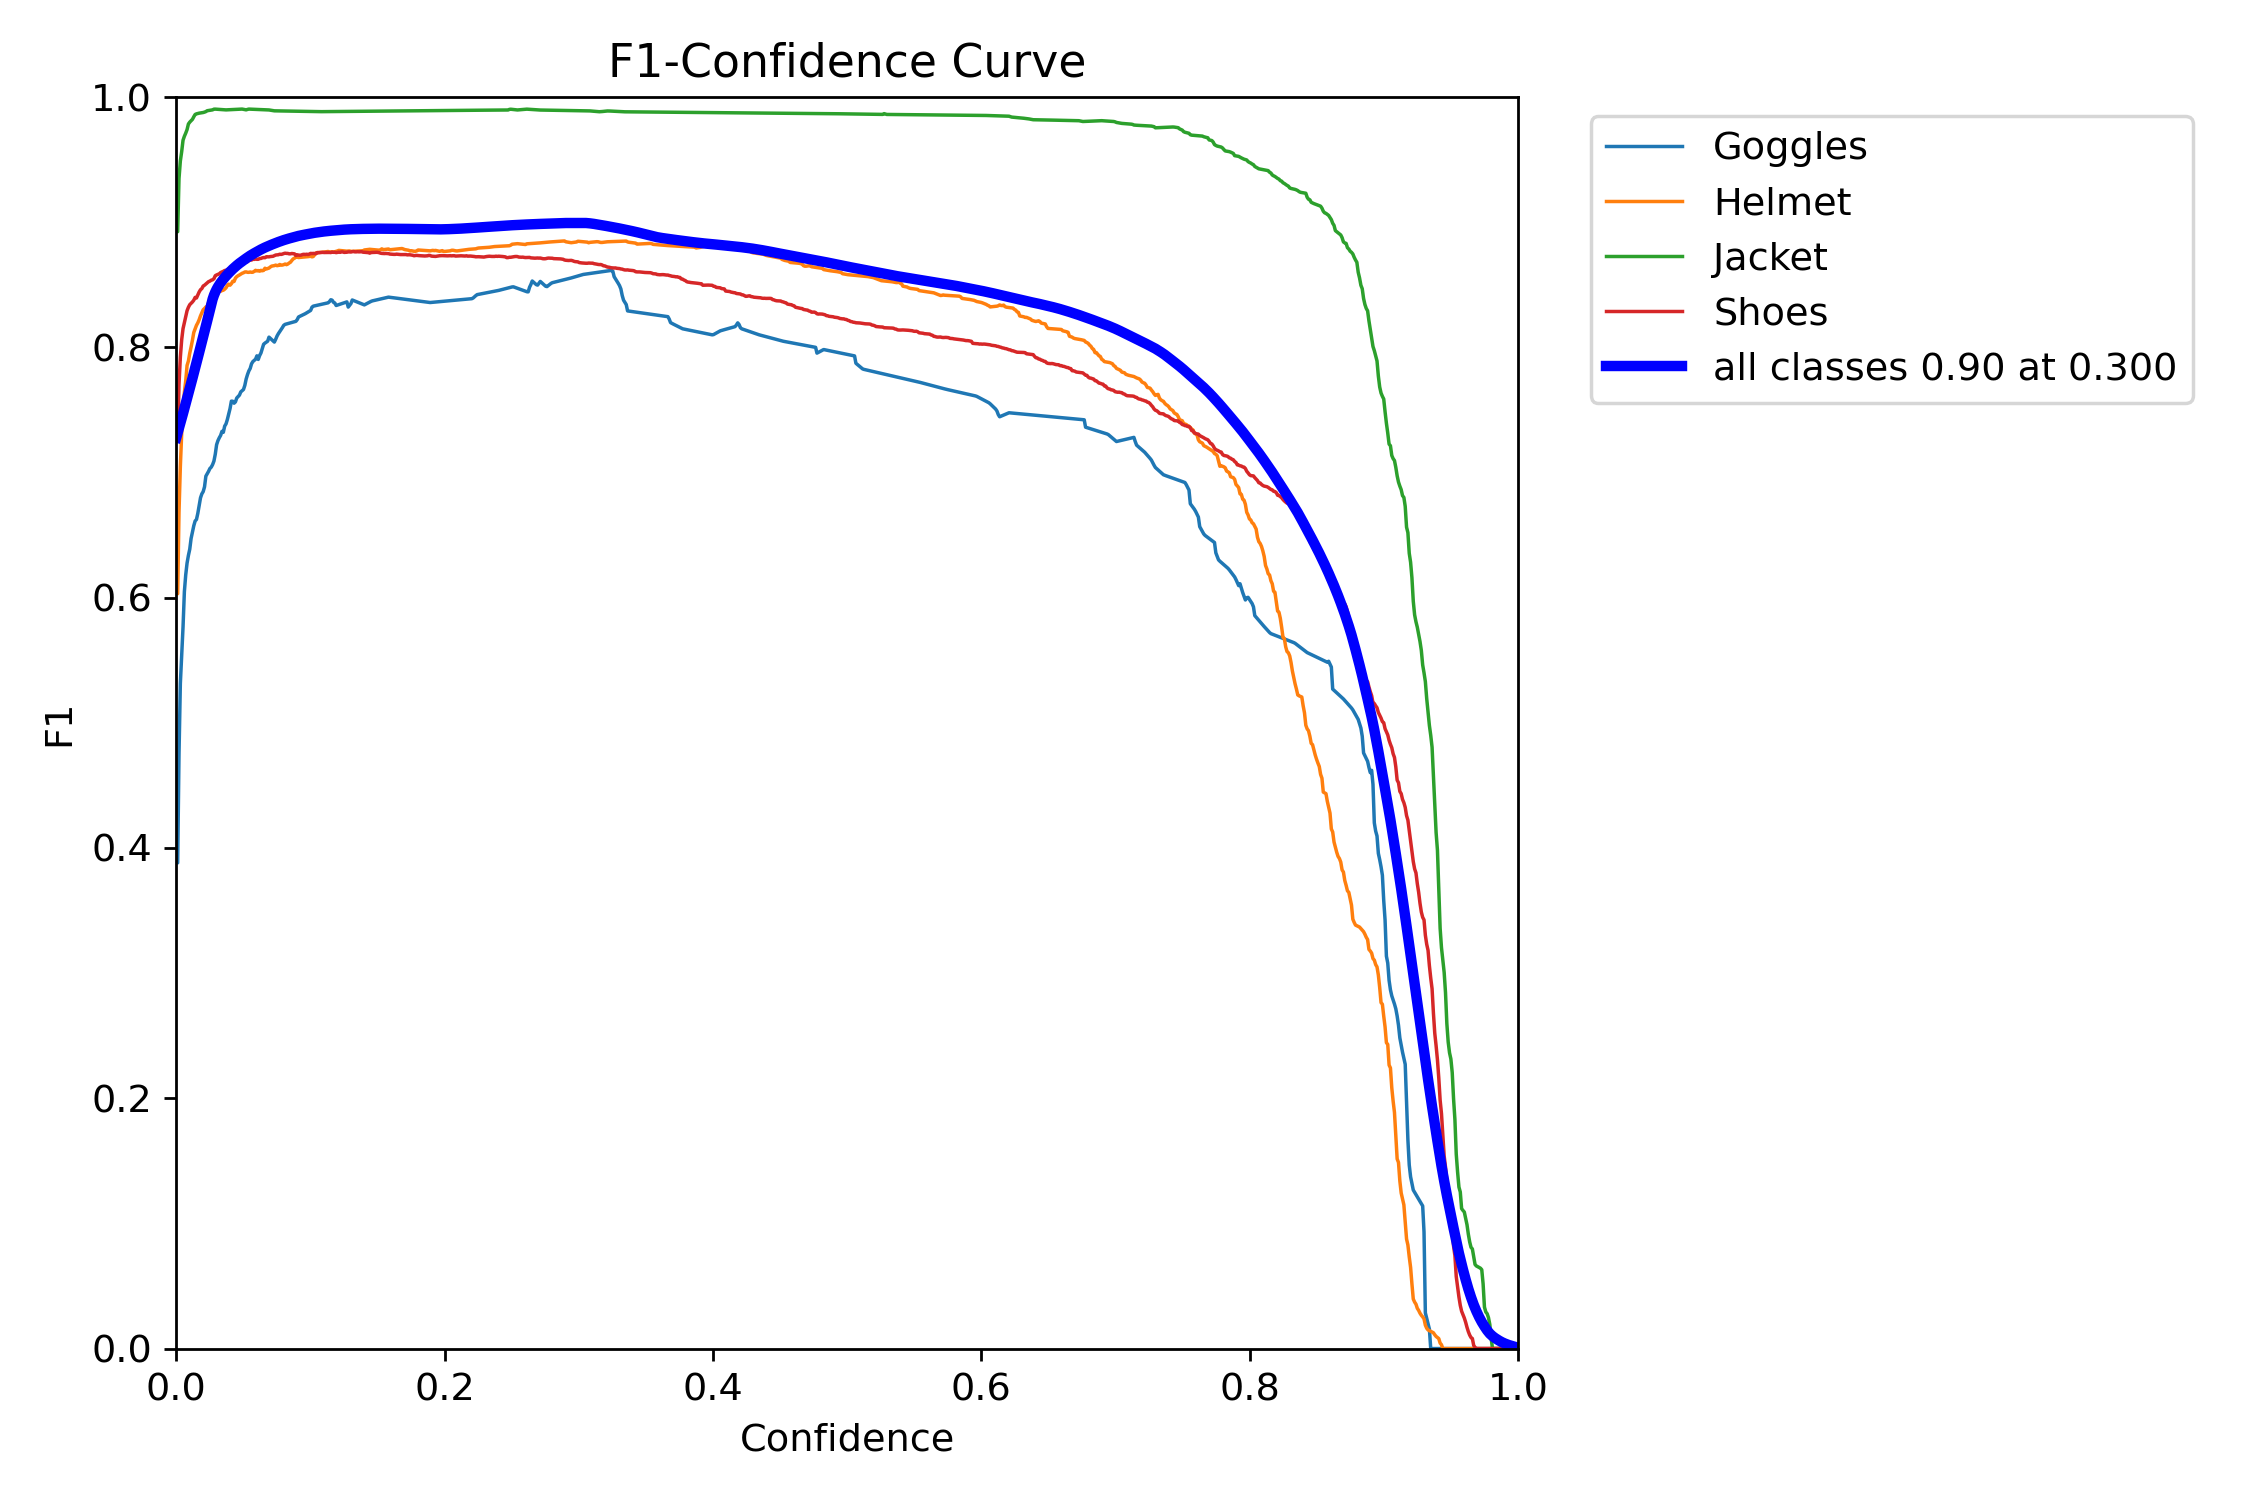 F1-Confidence Curve
1.0
0.8
0.6
0.4
0.2
0.0
F1
0.0 0.2 0.4 0.6 0.8 1.0
Confidence
Goggles
Helmet
Jacket
Shoes
all classes 0.90 at 0.300